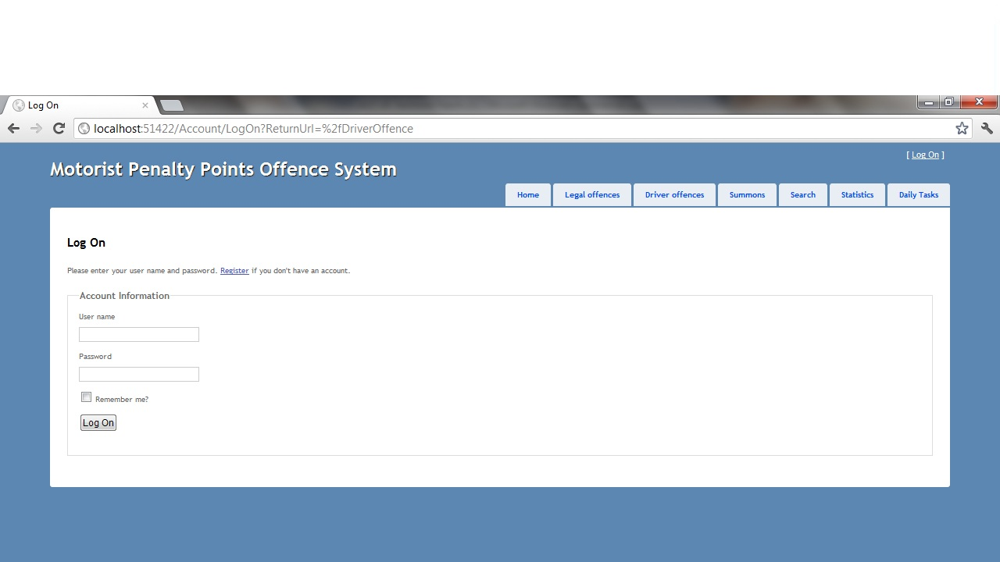 Log On
localhost:51422/Account/LogOn?ReturnUrl=%2fDriverOffence
[ Log On ]
Motorist Penalty Points Offence System
Home Legal offences Driver offences Summons Search Statistics Daily Tasks
Log On
Please enter your user name and password. Register if you don't have an account.
Account Information
User name
Password
Remember me?
Log On